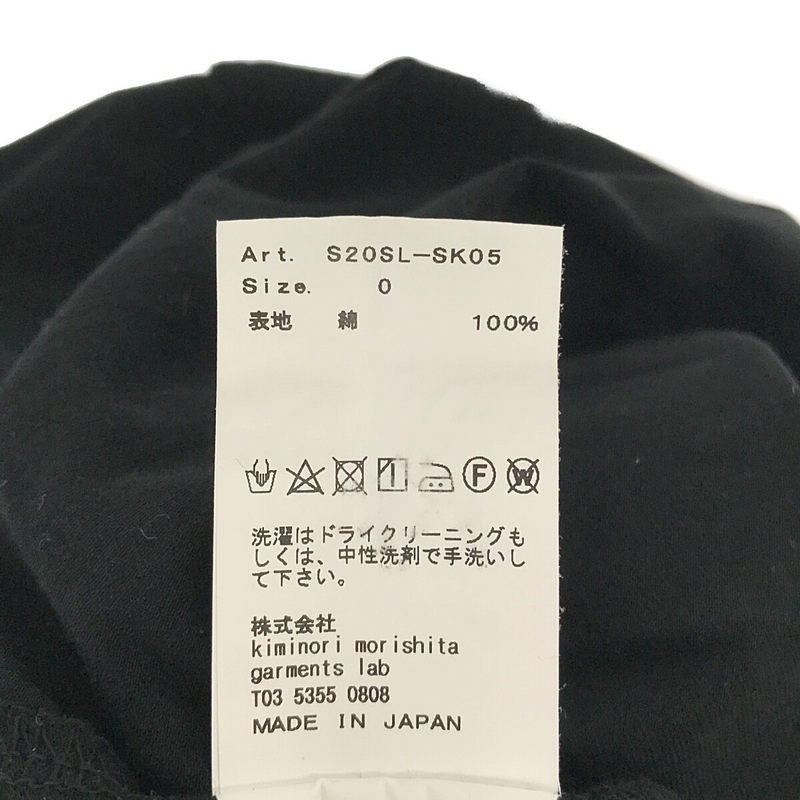 Art. S20SL-SK05
Size. 0
表地 綿 100%
F W
洗濯はドライクリーニングも
しくは、中性洗剤で手洗いし
て下さい。
株式会社
kiminori morishita
garments lab
T03 5355 0808
MADE IN JAPAN